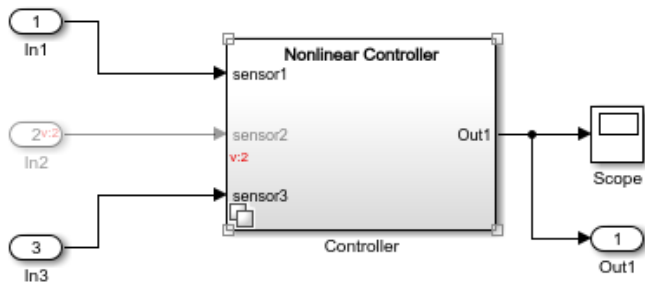 1
In1
Nonlinear Controller
sensor1
2v:2
In2
sensor2
v:2
Out1
Scope
sensor3
3
In3
Controller
1
Out1